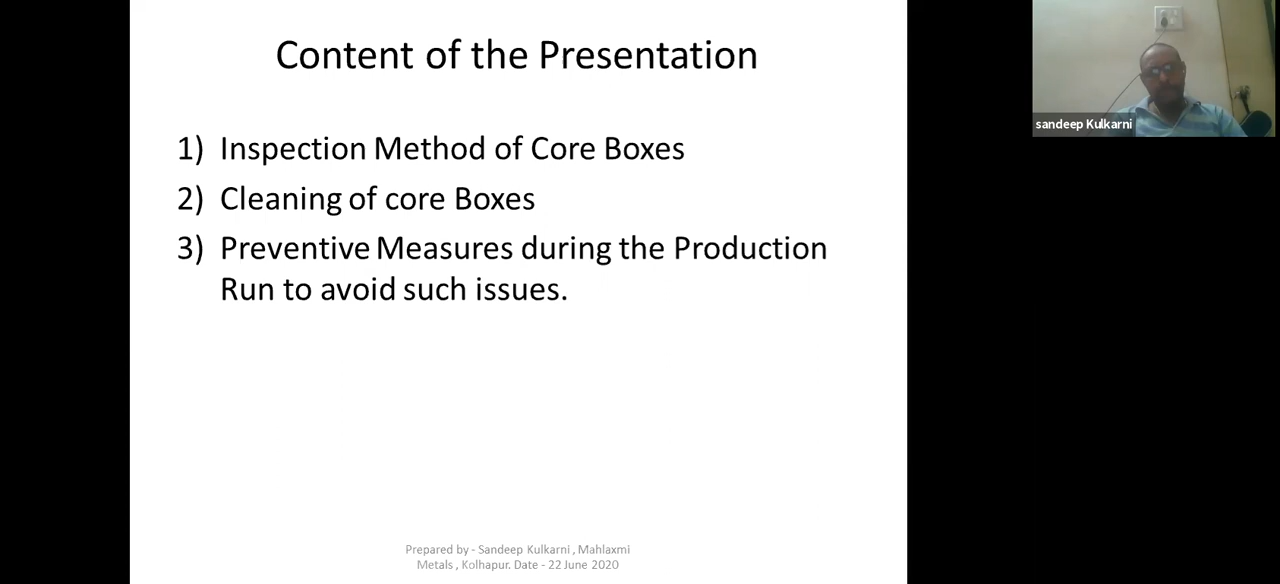 Content of the Presentation
1) Inspection Method of Core Boxes
2) Cleaning of core Boxes
3) Preventive Measures during the Production
Run to avoid such issues.
Prepared by - Sandeep Kulkarni , Mahlaxmi
Metals , Kolhapur. Date - 22 June 2020
sandeep Kulkarni